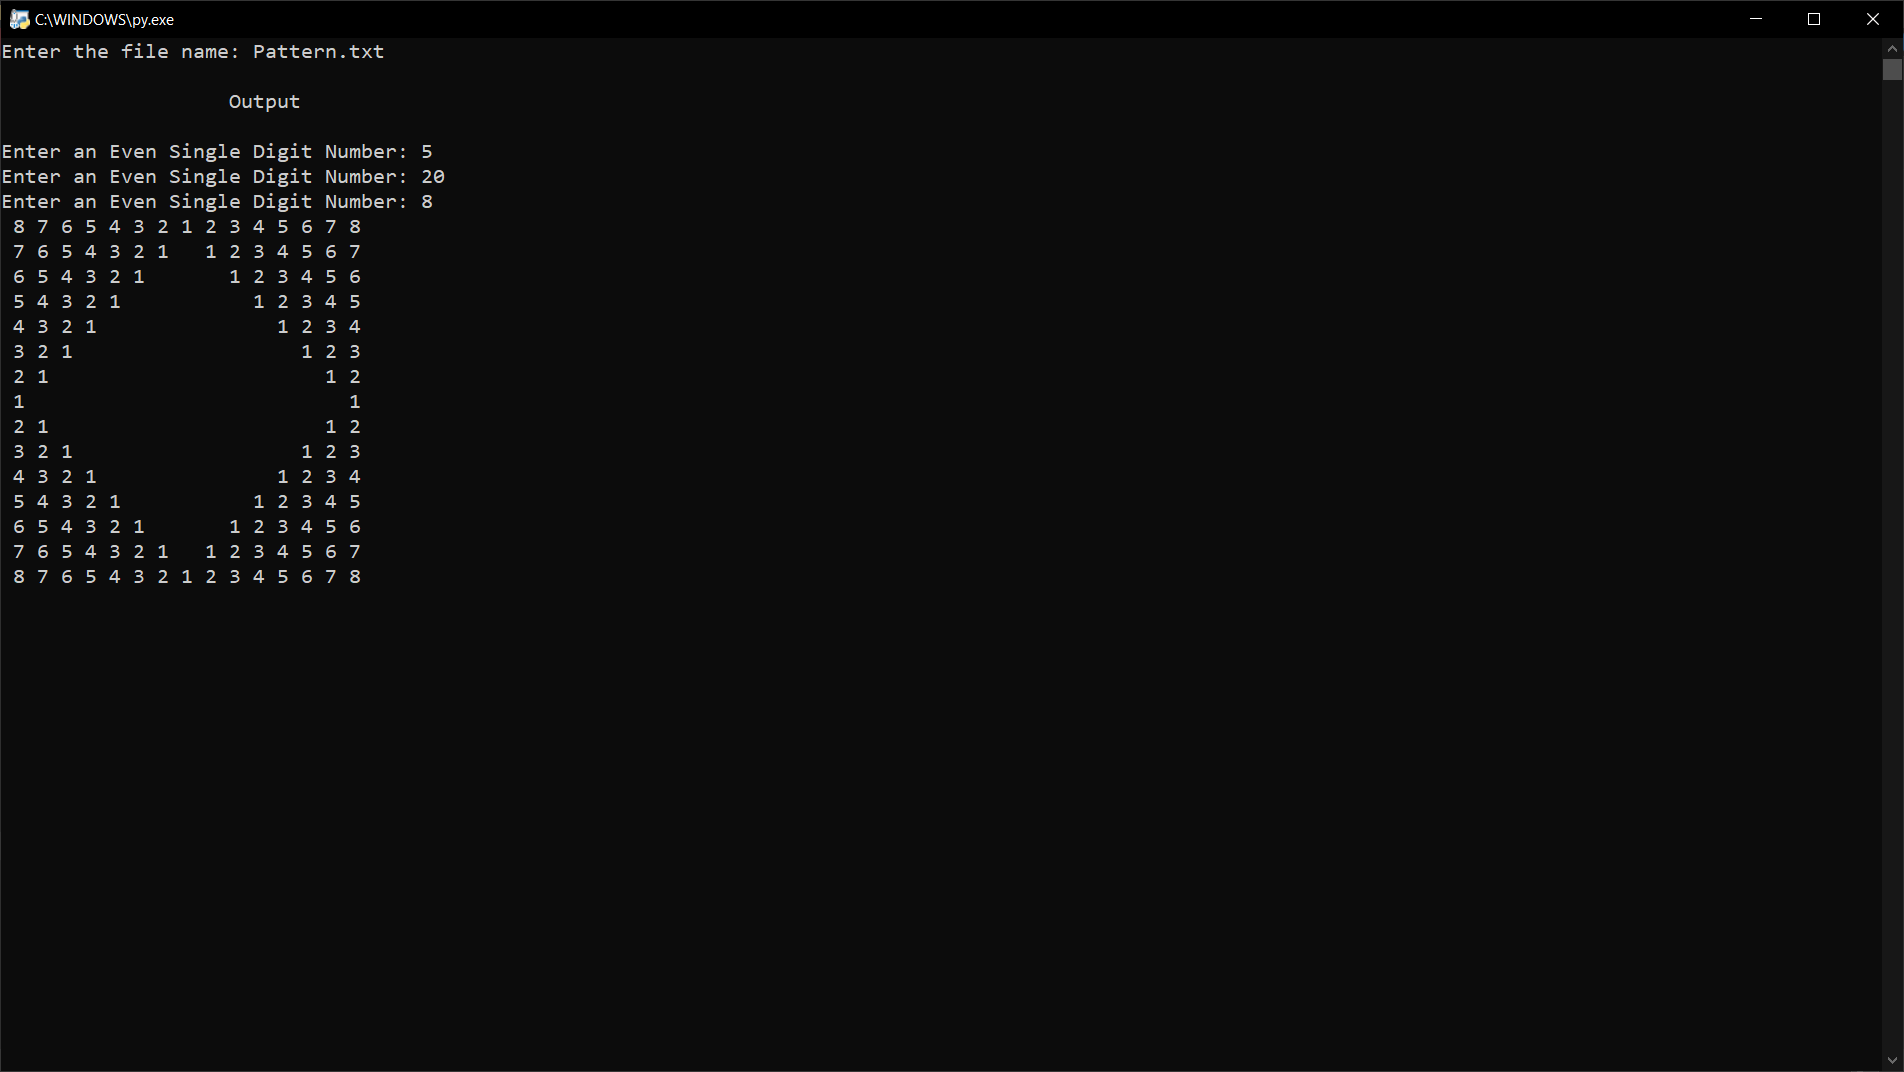 C:\WINDOWS\py.exe
Enter the file name: Pattern.txt
                   Output
Enter an Even Single Digit Number: 5
Enter an Even Single Digit Number: 20
Enter an Even Single Digit Number: 8
 8 7 6 5 4 3 2 1 2 3 4 5 6 7 8
 7 6 5 4 3 2 1   1 2 3 4 5 6 7
 6 5 4 3 2 1       1 2 3 4 5 6
 5 4 3 2 1           1 2 3 4 5
 4 3 2 1               1 2 3 4
 3 2 1                   1 2 3
 2 1                       1 2
 1                           1
 2 1                       1 2
 3 2 1                   1 2 3
 4 3 2 1               1 2 3 4
 5 4 3 2 1           1 2 3 4 5
 6 5 4 3 2 1       1 2 3 4 5 6
 7 6 5 4 3 2 1   1 2 3 4 5 6 7
 8 7 6 5 4 3 2 1 2 3 4 5 6 7 8